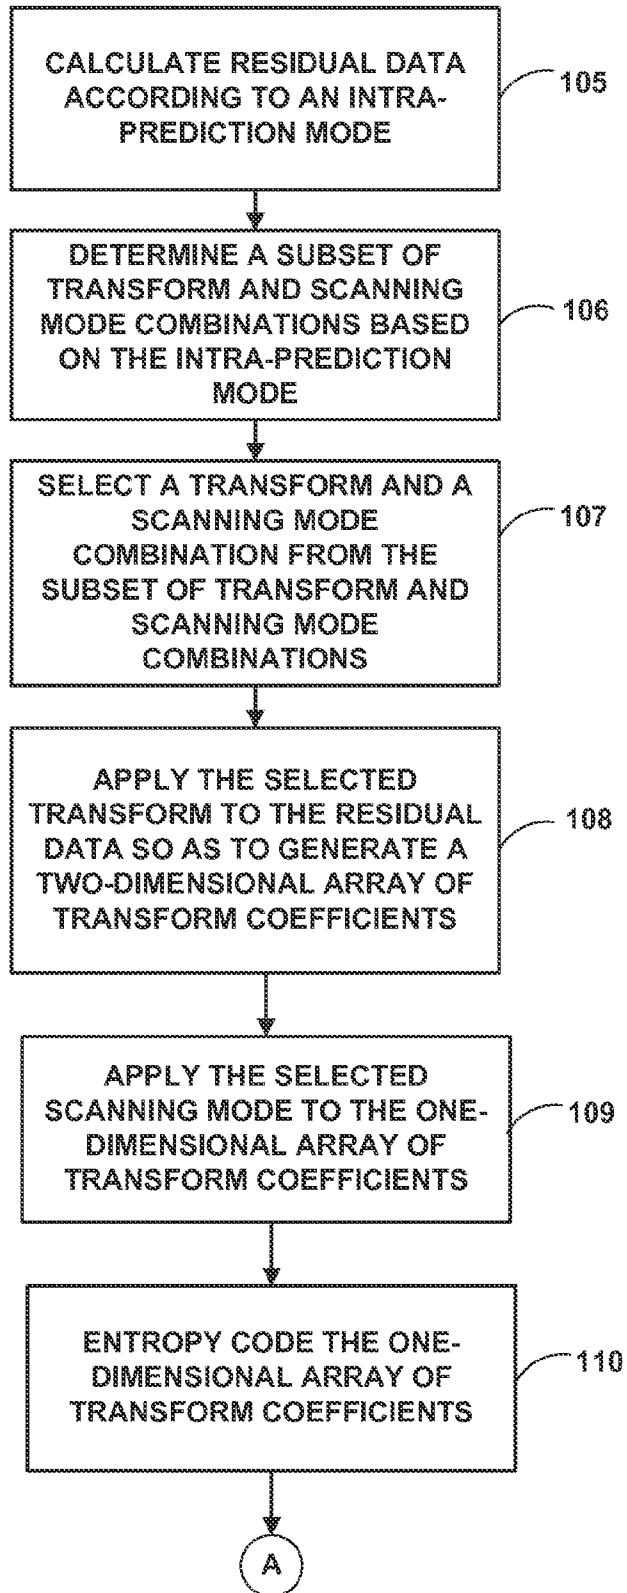 CALCULATE RESIDUAL DATA
ACCORDING TO AN INTRA-
PREDICTION MODE
105
DETERMINE A SUBSET OF
TRANSFORM AND SCANNING
MODE COMBINATIONS BASED
ON THE INTRA-PREDICTION
MODE
106
SELECT A TRANSFORM AND A
SCANNING MODE
COMBINATION FROM THE
SUBSET OF TRANSFORM AND
SCANNING MODE
COMBINATIONS
107
APPLY THE SELECTED
TRANSFORM TO THE RESIDUAL
DATA SO AS TO GENERATE A
TWO-DIMENSIONAL ARRAY OF
TRANSFORM COEFFICIENTS
108
APPLY THE SELECTED
SCANNING MODE TO THE ONE-
DIMENSIONAL ARRAY OF
TRANSFORM COEFFICIENTS
109
ENTROPY CODE THE ONE-
DIMENSIONAL ARRAY OF
TRANSFORM COEFFICIENTS
110
A